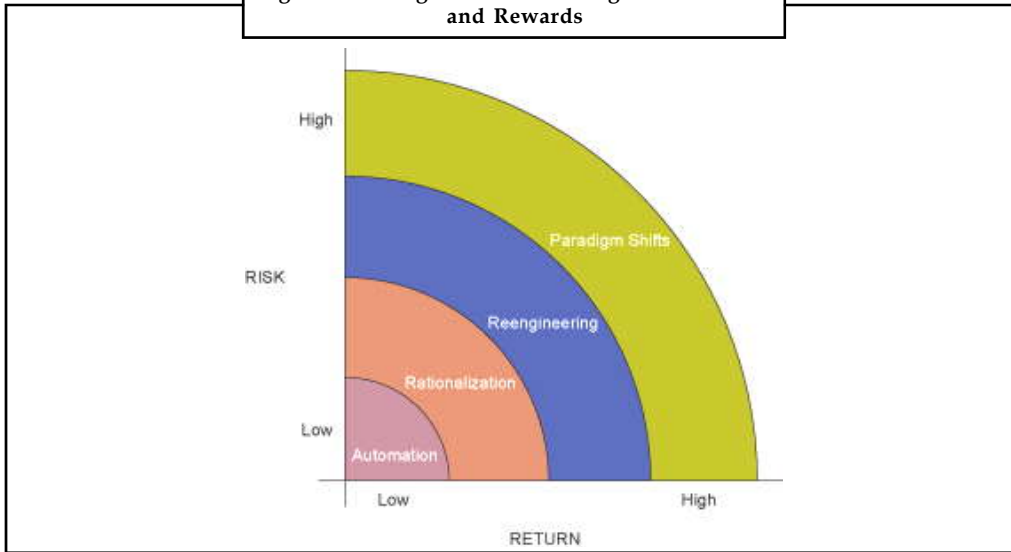 and Rewards
High
Paradigm Shifts
RISK
Reengineering
Rationalization
Low
Automation
Low
High
RETURN